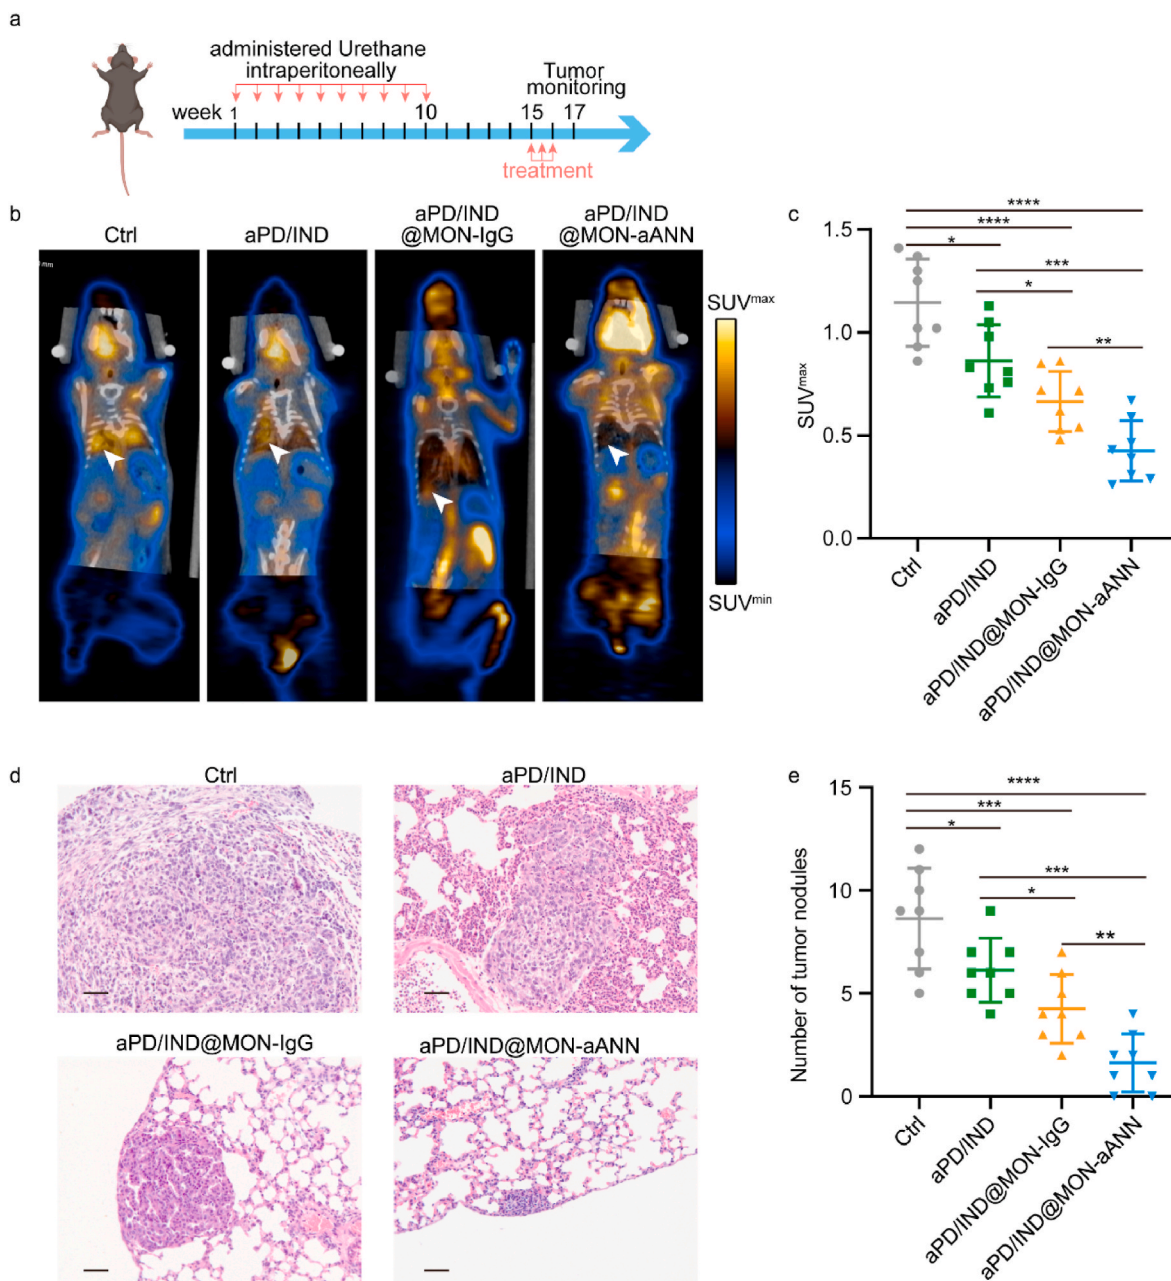 a
administered Urethane
intraperitoneally
Tumor
monitoring
week 1 10 15 17
treatment
b
Ctrl
aPD/IND
aPD/IND
@MON-IgG
aPD/IND
@MON-aANN
SUVmax
SUVmin
c
****
****
*
***
*
**
1.5
1.0
0.5
0.0
SUVmax
Ctrl
aPD/IND
aPD/IND@MON-IgG
aPD/IND@MON-aANN
d
Ctrl
aPD/IND
aPD/IND@MON-IgG
aPD/IND@MON-aANN
e
****
***
*
***
*
**
15
10
5
0
Number of tumor nodules
Ctrl
aPD/IND
aPD/IND@MON-IgG
aPD/IND@MON-aANN